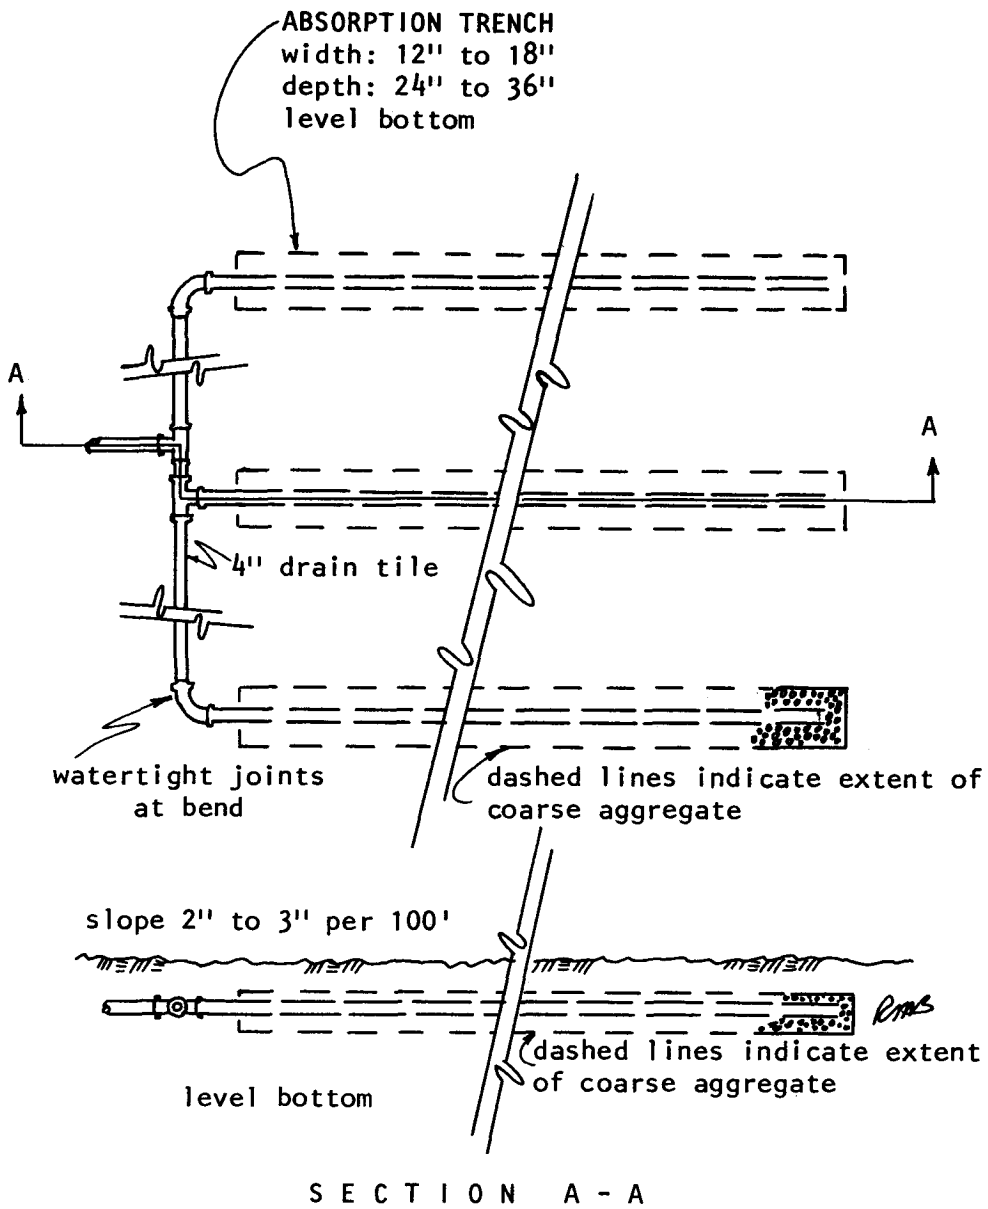 ABSORPTION TRENCH
width: 12" to 18"
depth: 24" to 36"
level bottom
A
A
4" drain tile
watertight joints
at bend
dashed lines indicate extent of
coarse aggregate
slope 2" to 3" per 100'
RMS
dashed lines indicate extent
of coarse aggregate
level bottom
SECTION A-A